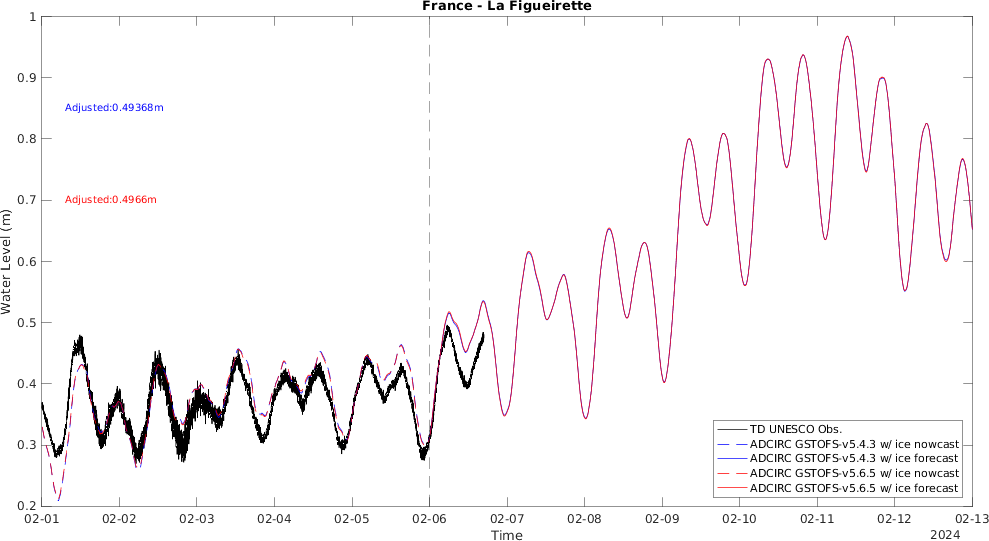 France - La Figueirette
1
0.9
0.8
0.7
0.6
0.5
0.4
0.3
0.2
Water Level (m)
Adjusted:0.49368m
Adjusted:0.4966m
TD UNESCO Obs.
ADCIRC GSTOFS-v5.4.3 w/ ice nowcast
ADCIRC GSTOFS-v5.4.3 w/ ice forecast
ADCIRC GSTOFS-v5.6.5 w/ ice nowcast
ADCIRC GSTOFS-v5.6.5 w/ ice forecast
02-01 02-02 02-03 02-04 02-05 02-06 02-07 02-08 02-09 02-10 02-11 02-12 02-13
Time
2024